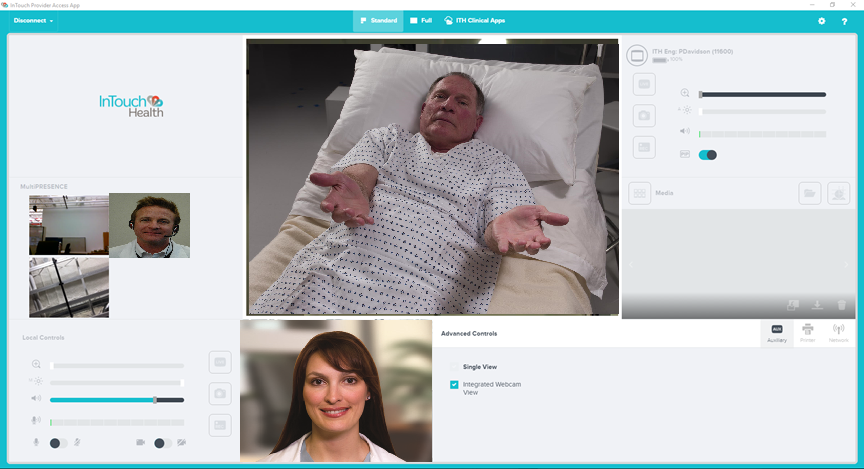 InTouch Provider Access App
Disconnect
Standard
Full
ITH Clinical Apps
?
InTouch
Health
ITH Eng: PDavidson (11600)
100%
MultiPRESENCE
Media
Local Controls
Advanced Controls
AUX
Auxiliary
Printer
Network
Single View
Integrated Webcam
View